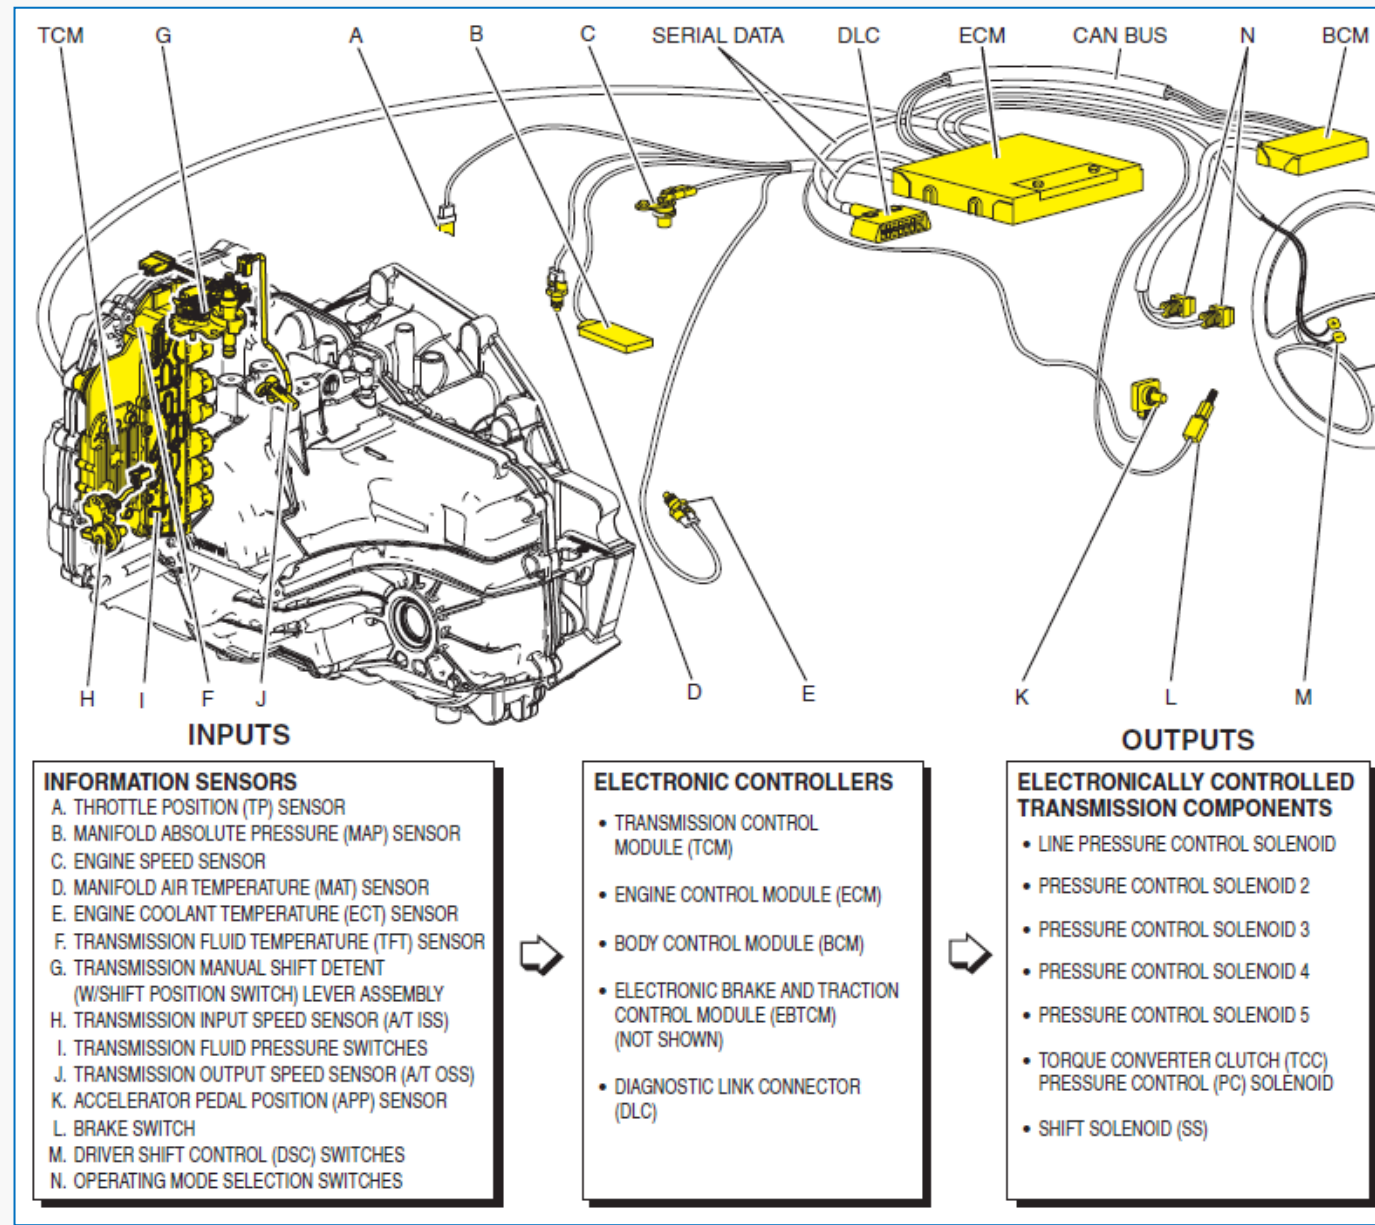 TCM G A B C SERIAL DATA DLC ECM CAN BUS N BCM
H I F J D E K L M
INPUTS
INFORMATION SENSORS
A. THROTTLE POSITION (TP) SENSOR
B. MANIFOLD ABSOLUTE PRESSURE (MAP) SENSOR
C. ENGINE SPEED SENSOR
D. MANIFOLD AIR TEMPERATURE (MAT) SENSOR
E. ENGINE COOLANT TEMPERATURE (ECT) SENSOR
F. TRANSMISSION FLUID TEMPERATURE (TFT) SENSOR
G. TRANSMISSION MANUAL SHIFT DETENT
(W/SHIFT POSITION SWITCH) LEVER ASSEMBLY
H. TRANSMISSION INPUT SPEED SENSOR (A/T ISS)
I. TRANSMISSION FLUID PRESSURE SWITCHES
J. TRANSMISSION OUTPUT SPEED SENSOR (A/T OSS)
K. ACCELERATOR PEDAL POSITION (APP) SENSOR
L. BRAKE SWITCH
M. DRIVER SHIFT CONTROL (DSC) SWITCHES
N. OPERATING MODE SELECTION SWITCHES
ELECTRONIC CONTROLLERS
• TRANSMISSION CONTROL
MODULE (TCM)
• ENGINE CONTROL MODULE (ECM)
• BODY CONTROL MODULE (BCM)
• ELECTRONIC BRAKE AND TRACTION
CONTROL MODULE (EBTCM)
(NOT SHOWN)
• DIAGNOSTIC LINK CONNECTOR
(DLC)
OUTPUTS
ELECTRONICALLY CONTROLLED
TRANSMISSION COMPONENTS
• LINE PRESSURE CONTROL SOLENOID
• PRESSURE CONTROL SOLENOID 2
• PRESSURE CONTROL SOLENOID 3
• PRESSURE CONTROL SOLENOID 4
• PRESSURE CONTROL SOLENOID 5
• TORQUE CONVERTER CLUTCH (TCC)
PRESSURE CONTROL (PC) SOLENOID
• SHIFT SOLENOID (SS)